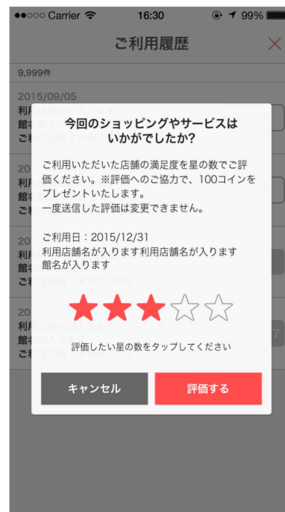 Carrier 16:30 99%
ご利用履歴
9,999件
2015/09/05
今回のショッピングやサービスは
いかがでしたか?
ご利用いただいた店舗の満足度を星の数でご評
価ください。※評価へのご協力で、100コインを
プレゼントいたします。
一度送信した評価は変更できません。
ご利用日：2015/12/31
利用店舗名が入ります利用店舗名が入ります
館名が入ります
評価したい星の数をタップしてください
キャンセル
評価する